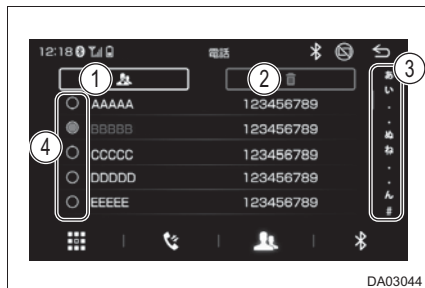 12:18
電話
1
2
3
4
AAAAA 123456789
BBBBB 123456789
CCCCC 123456789
DDDDD 123456789
EEEEE 123456789
あ
い
・
・
ぬ
ね
・
・
ん
#
DA03044